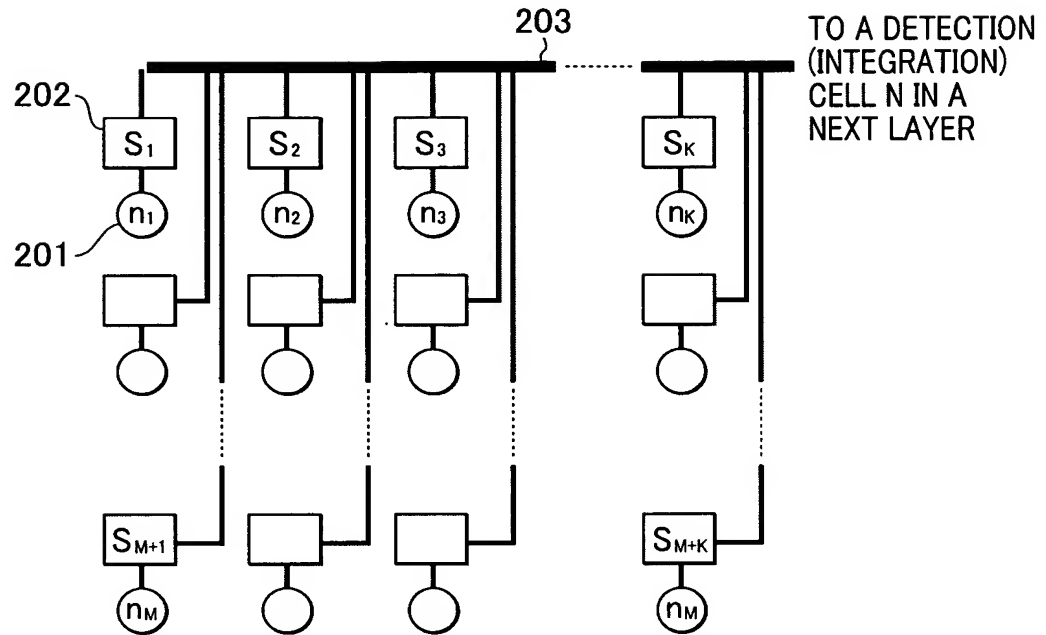 203
TO A DETECTION
(INTEGRATION)
CELL N IN A
NEXT LAYER
202
S1 S2 S3 SK
n1 n2 n3 nK
201
SM+1 SM+K
nM nM